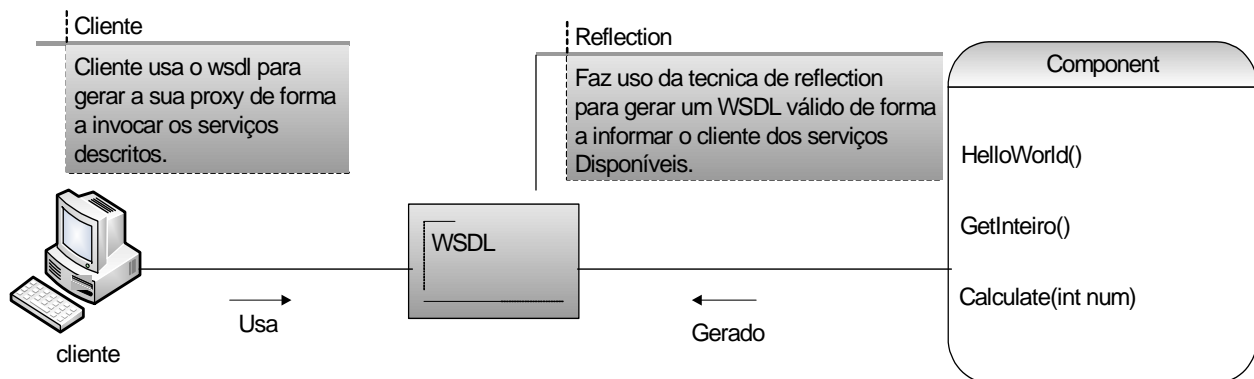 Cliente
Cliente usa o wsdl para
gerar a sua proxy de forma
a invocar os serviços
descritos.
Reflection
Faz uso da tecnica de reflection
para gerar um WSDL válido de forma
a informar o cliente dos serviços
Disponíveis.
Component
HelloWorld()
GetInteiro()
Calculate(int num)
WSDL
Usa
Gerado
cliente